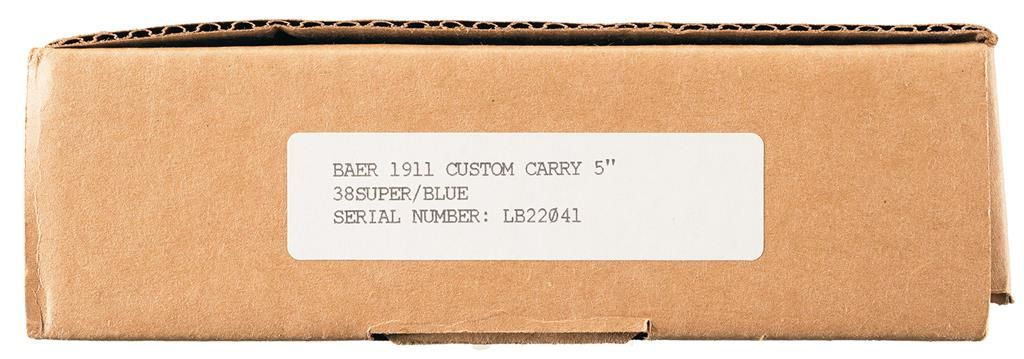 BAER 1911 CUSTOM CARRY 5"
38SUPER/BLUE
SERIAL NUMBER: LB22Ø41